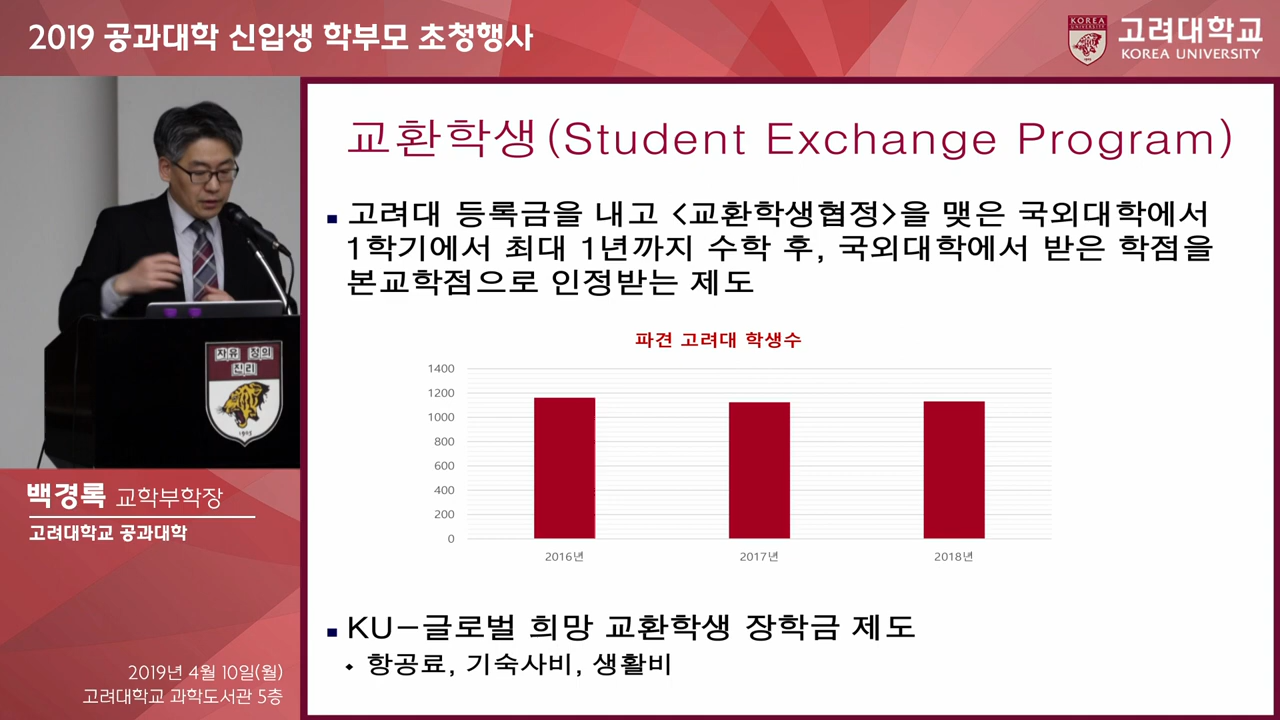 2019 공과대학 신입생 학부모 초청행사
KOREA
UNIVERSITY
1905
고려대학교
KOREA UNIVERSITY
교환학생(Student Exchange Program)
고려대 등록금을 내고 <교환학생협정>을 맺은 국외대학에서
1학기에서 최대 1년까지 수학 후, 국외대학에서 받은 학점을
본교학점으로 인정받는 제도
파견 고려대 학생수
1400
1200
1000
800
600
400
200
0
2016년 2017년 2018년
KU-글로벌 희망 교환학생 장학금 제도
항공료, 기숙사비, 생활비
자유 정의
진리
1905
백경록 교학부학장
고려대학교 공과대학
2019년 4월 10일(월)
고려대학교 과학도서관 5층